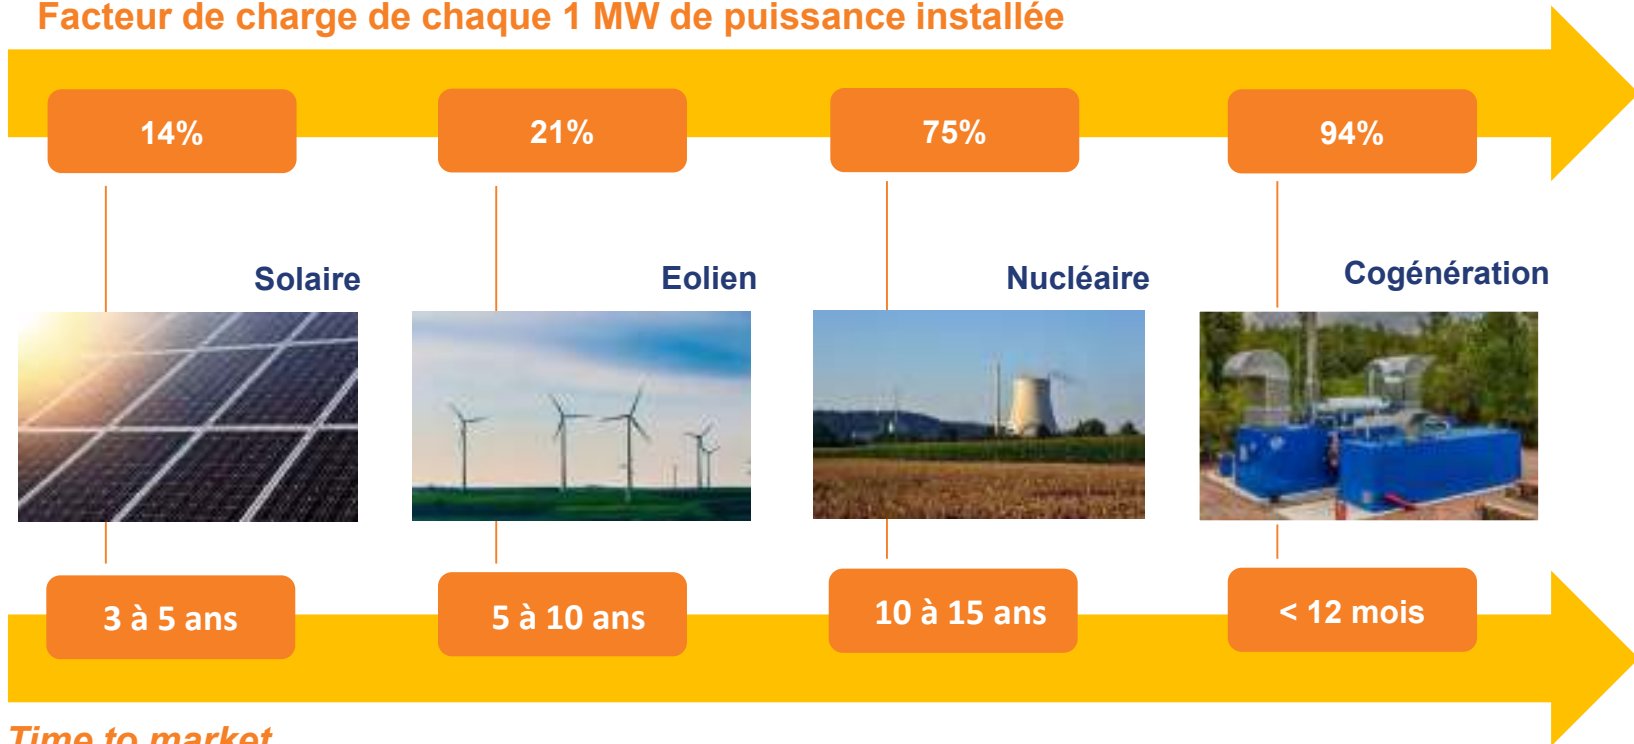 Facteur de charge de chaque 1 MW de puissance installée
14%
21%
75%
94%
Solaire
Eolien
Nucléaire
Cogénération
3 à 5 ans
5 à 10 ans
10 à 15 ans
< 12 mois
Time to market